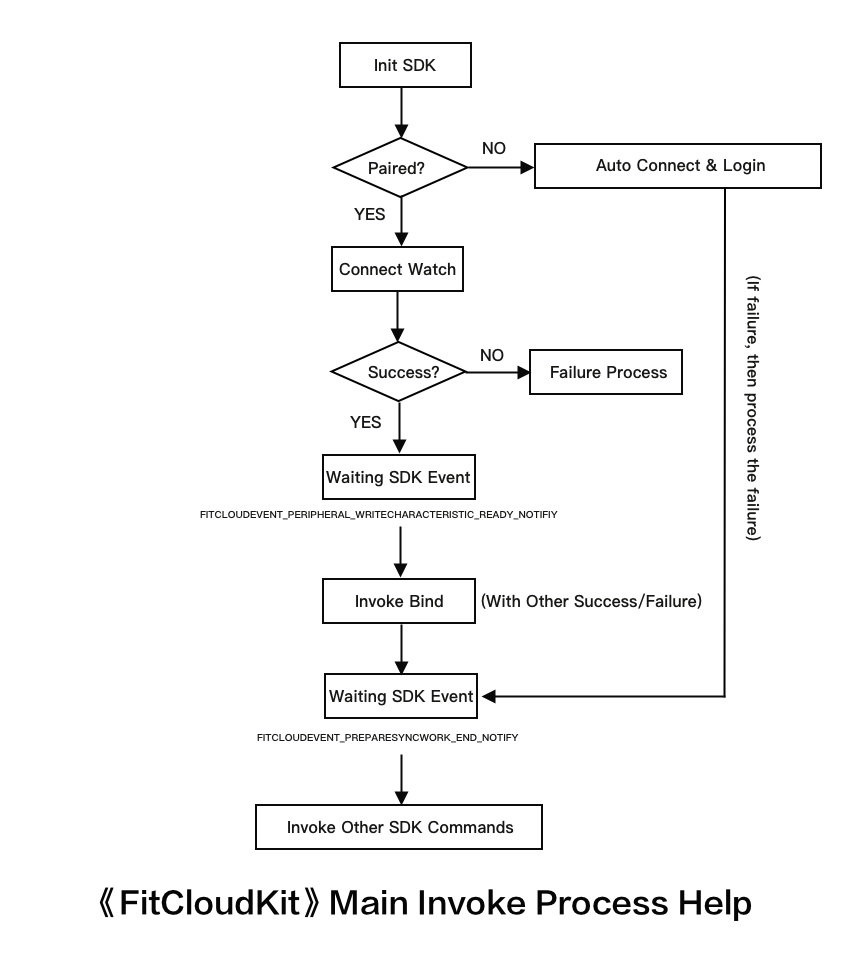 Init SDK
Paired?
NO
Auto Connect & Login
YES
Connect Watch
(If failure, then process the failure)
Success?
NO
Failure Process
YES
Waiting SDK Event
FITCLOUDEVENT_PERIPHERAL_WRITECHARACTERISTIC_READY_NOTIFIY
Invoke Bind
(With Other Success/Failure)
Waiting SDK Event
FITCLOUDEVENT_PREPARESYNCWORK_END_NOTIFY
Invoke Other SDK Commands
《FitCloudKit》Main Invoke Process Help